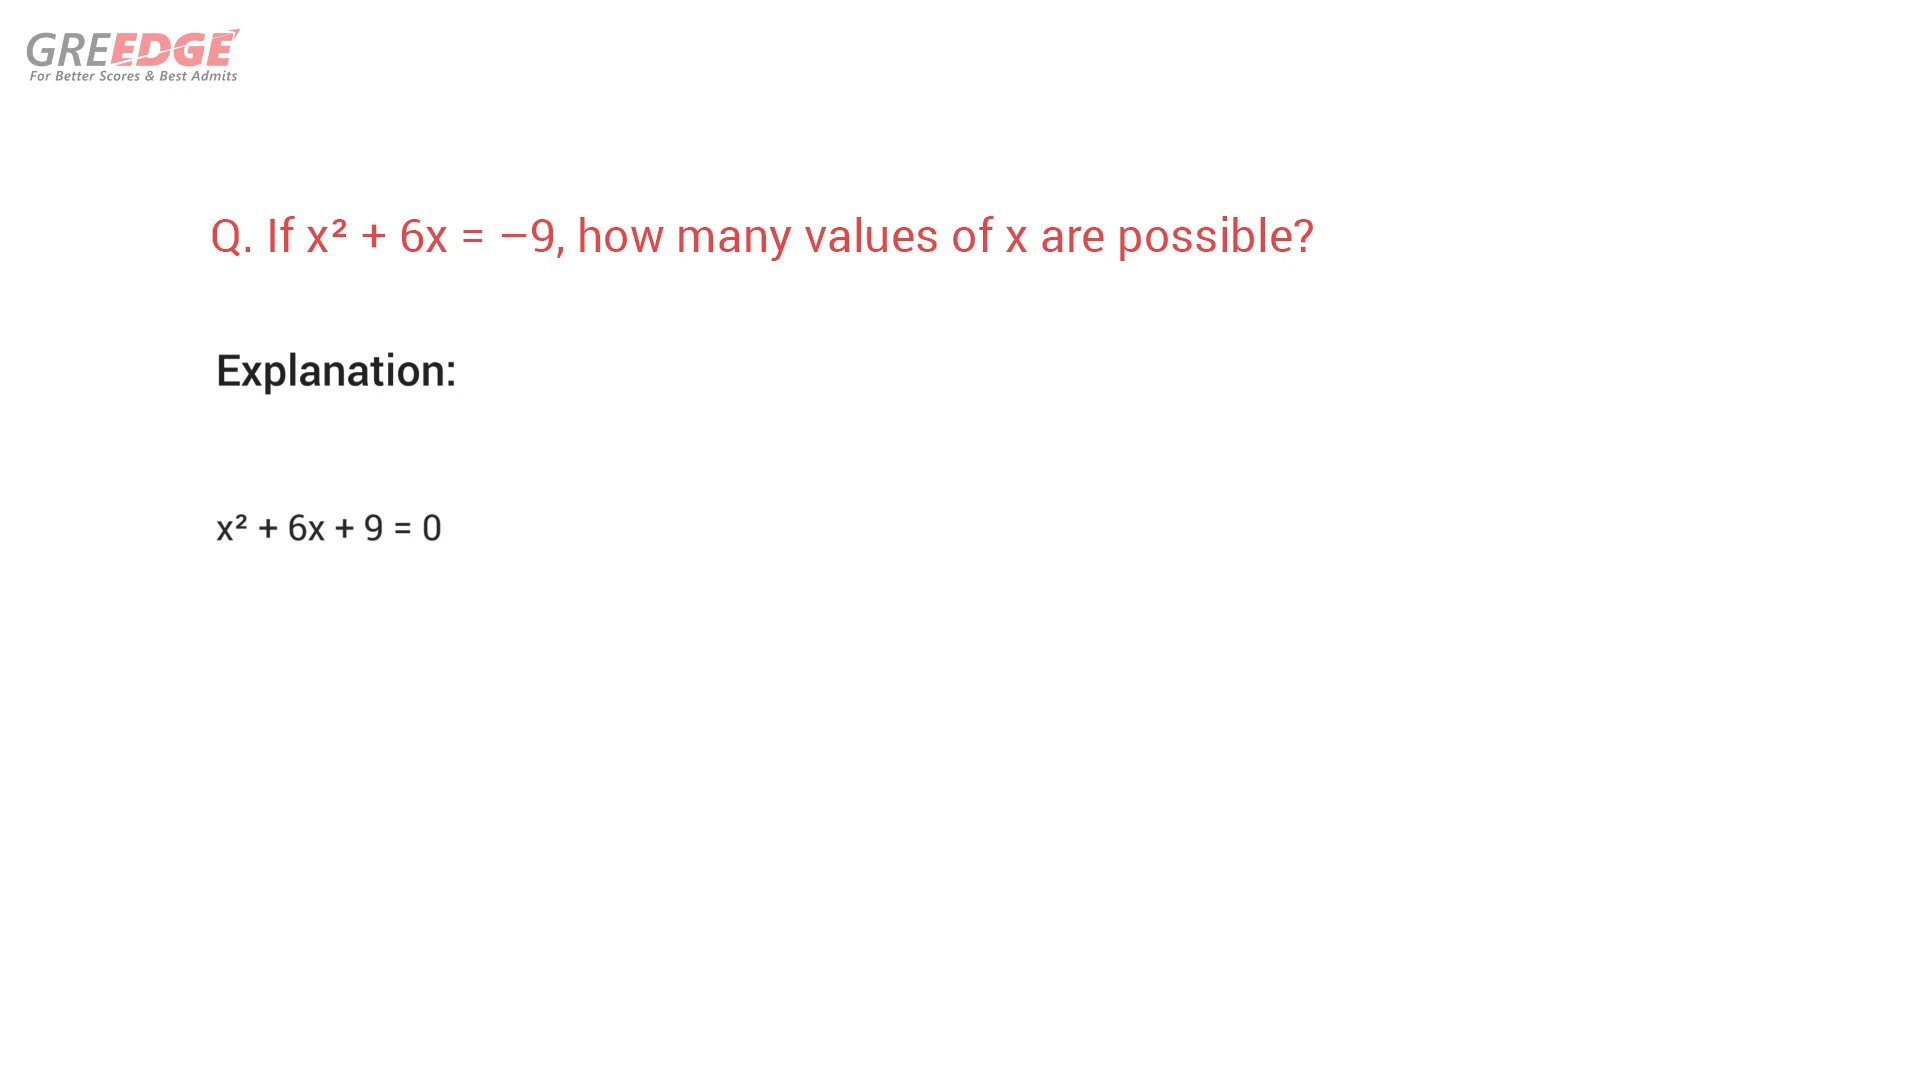 GREEDGE
For Better Scores & Best Admits
Q. If x² + 6x = −9, how many values of x are possible?
Explanation:
x² + 6x + 9 = 0